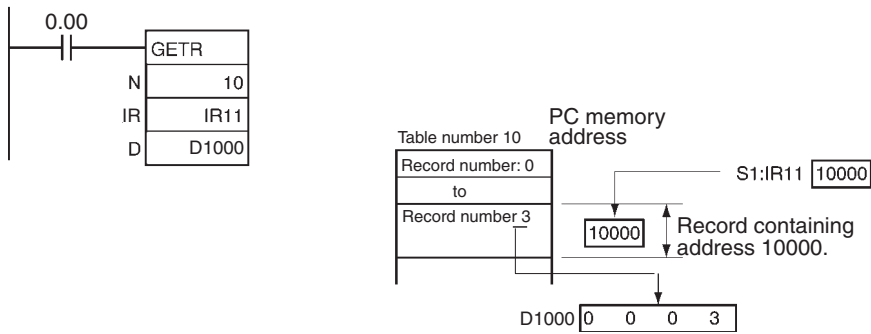 0.00
GETR
N 10
IR IR11
D D1000
PC memory
address
Table number 10
Record number: 0
to
Record number 3
S1:IR11 10000
10000
Record containing
address 10000.
D1000 0 0 0 3